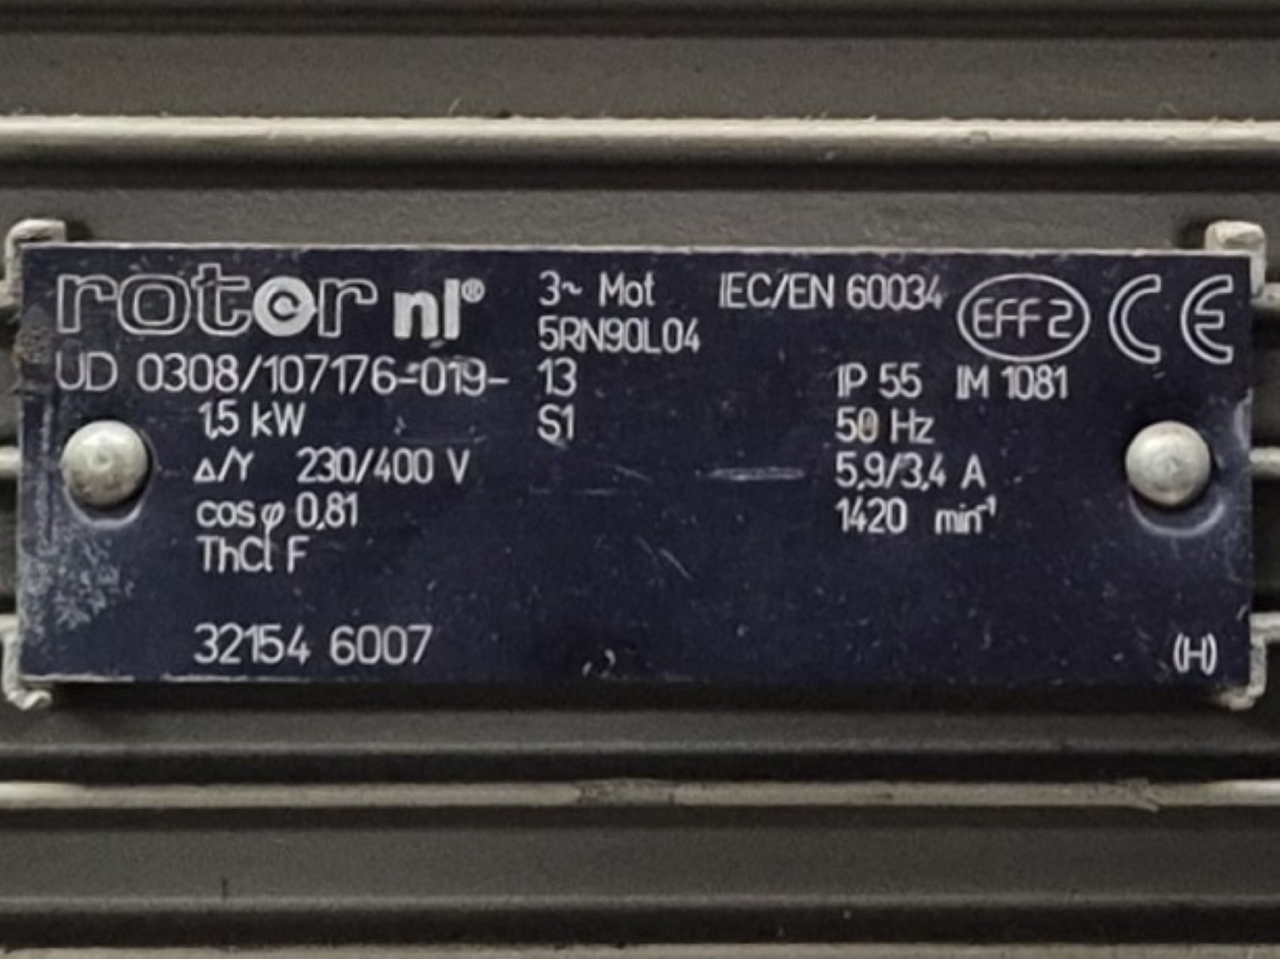 rotor nl® 3~ Mot IEC/EN 60034 EFF2 CE
5RN90L04
UD 0308/107176-019- 13 IP 55 IM 1081
1,5 kW S1 50 Hz
Δ/Y 230/400 V 5,9/3,4 A
cosφ 0,81 1420 min⁻¹
ThCl F
32154 6007 (H)